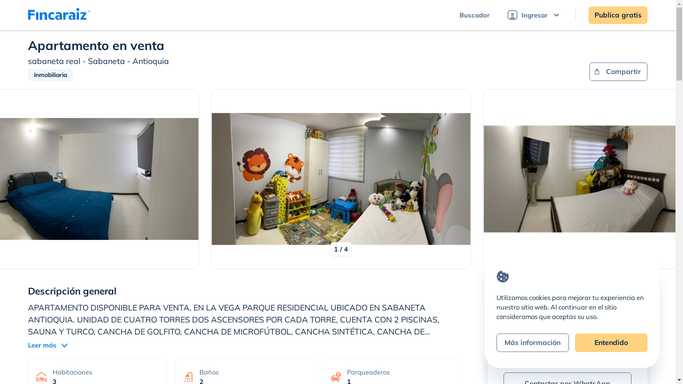 Fincaraiz
Buscador
Ingresar
Publica gratis
Apartamento en venta
sabaneta real - Sabaneta - Antioquia
Inmobiliaria
Compartir
1 / 4
Descripción general
APARTAMENTO DISPONIBLE PARA VENTA, EN LA VEGA PARQUE RESIDENCIAL UBICADO EN SABANETA
ANTIOQUIA. UNIDAD DE CUATRO TORRES DOS ASCENSORES POR CADA TORRE, CUENTA CON 2 PISCINAS,
SAUNA Y TURCO, CANCHA DE GOLFITO, CANCHA DE MICROFÚTBOL, CANCHA SINTÉTICA, CANCHA DE...
Leer más
Habitaciones
3
Baños
2
Parqueaderos
1
Utilizamos cookies para mejorar tu experiencia en
nuestro sitio web. Al continuar en el sitio
consideramos que aceptas su uso.
Más información
Entendido
Contactar por WhatsApp